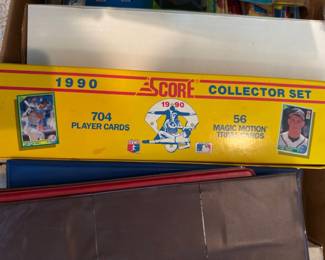 1990 SCORE COLLECTOR SET
1990
704
PLAYER CARDS
56
MAGIC MOTION
TRIVIA CARDS